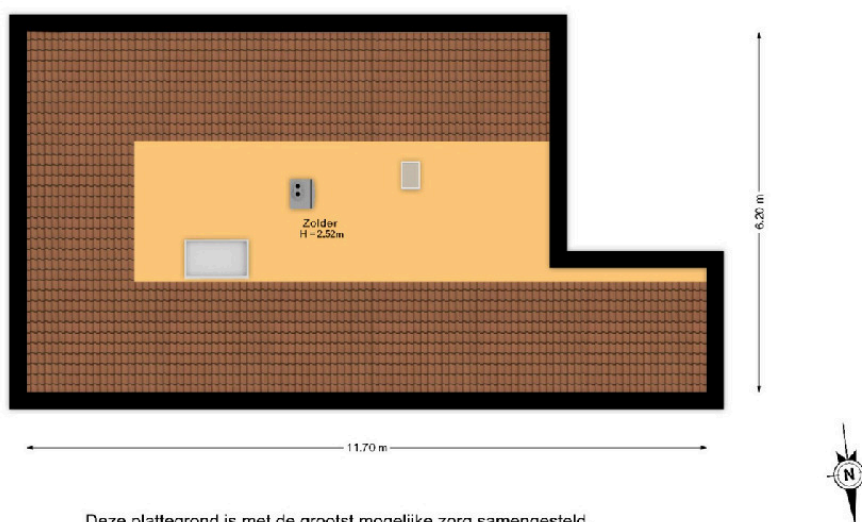 Zolder
H = 2.52m
6.20 m
11.70 m
N
Deze plattegrond is met de grootst mogelijke zorg samengesteld